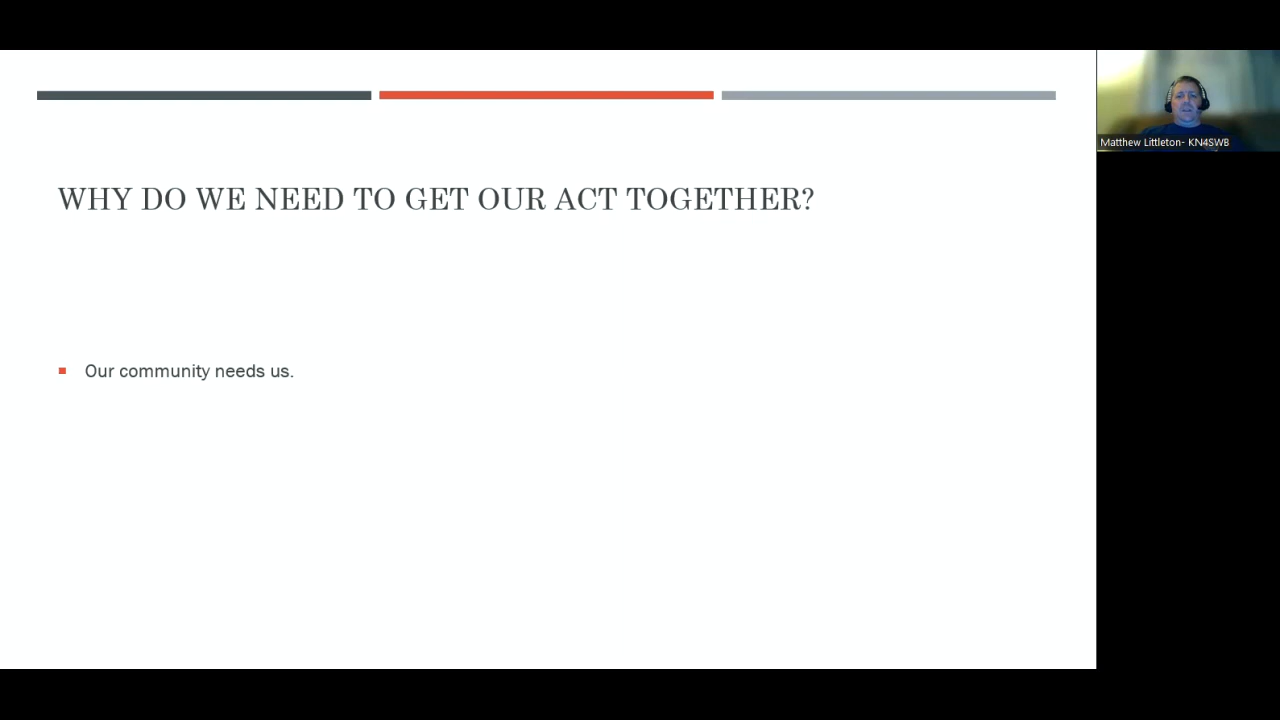 WHY DO WE NEED TO GET OUR ACT TOGETHER?
Our community needs us.
Matthew Littleton- KN4SWB